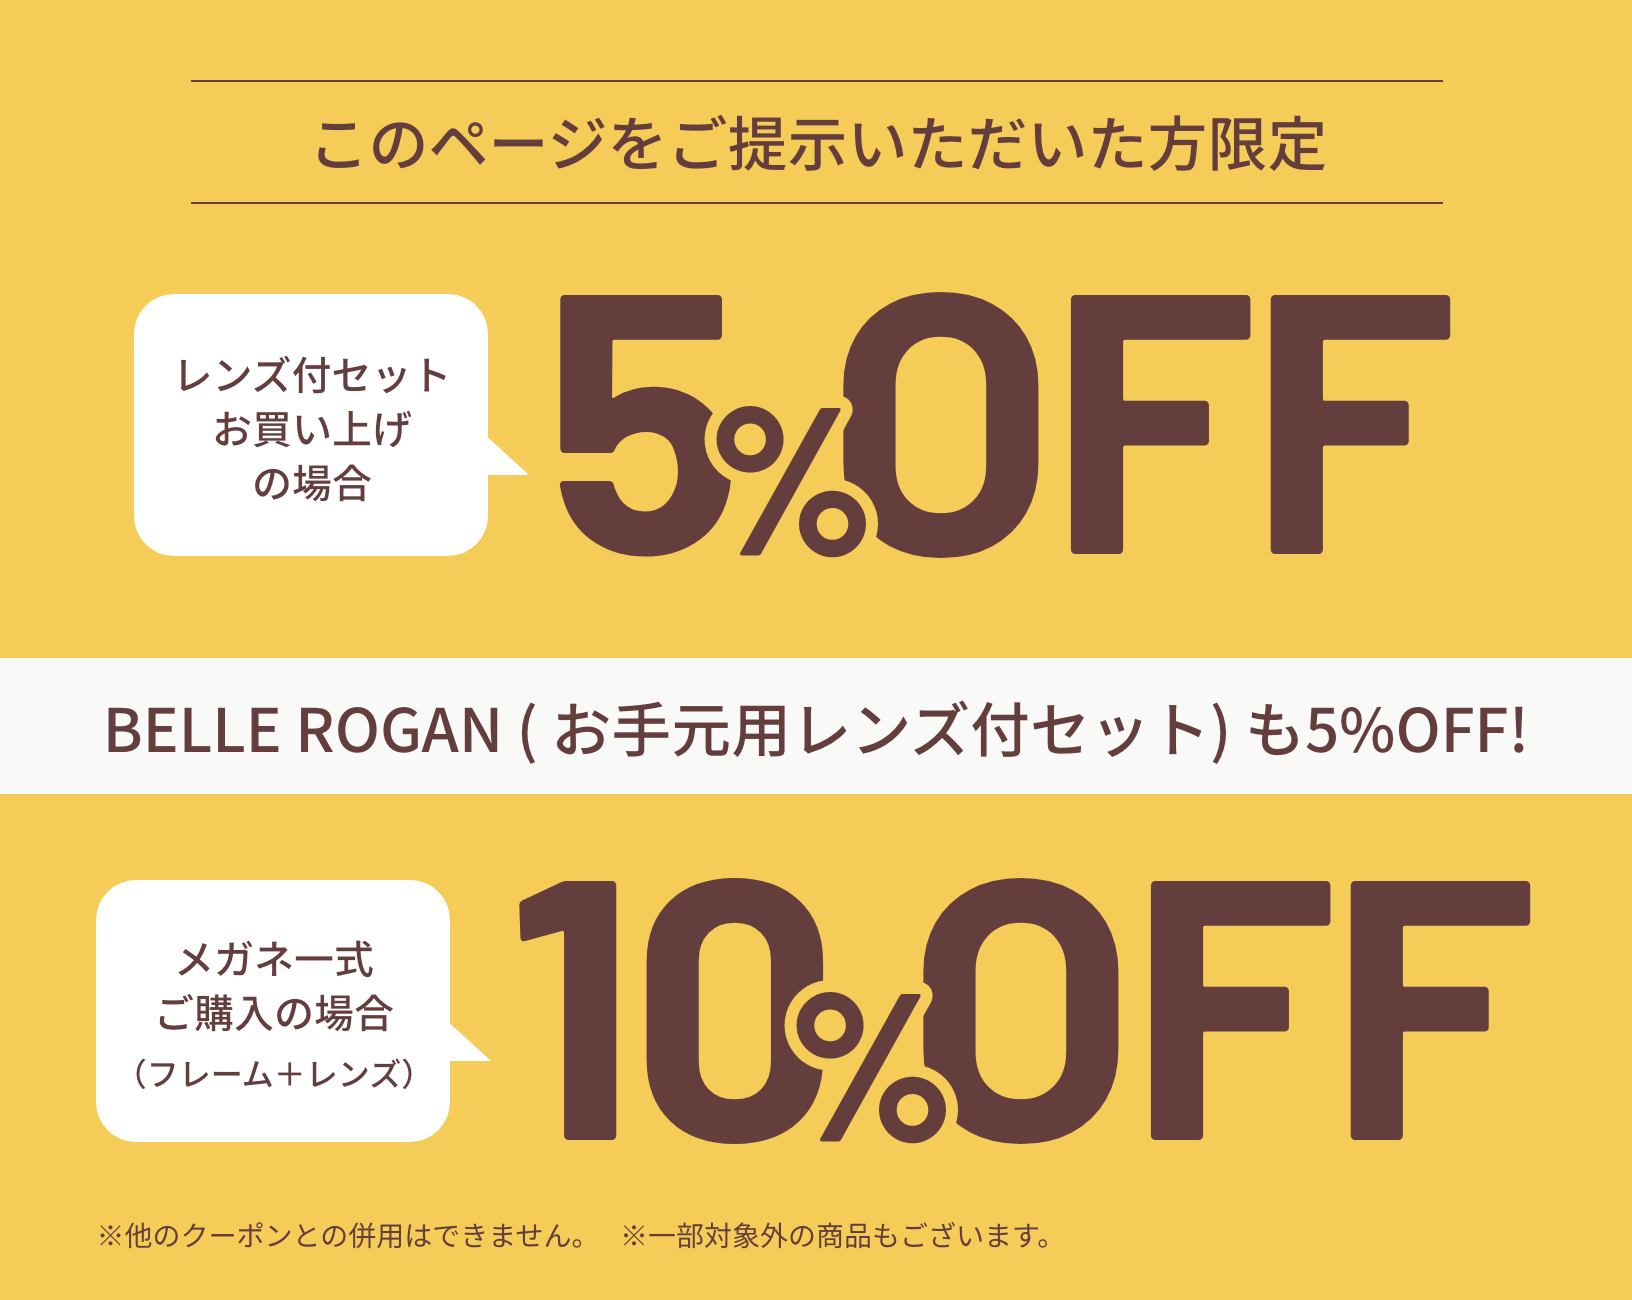 このページをご提示いただいた方限定
レンズ付セット
お買い上げ
の場合
5%OFF
BELLE ROGAN ( お手元用レンズ付セット) も5%OFF!
メガネ一式
ご購入の場合
（フレーム＋レンズ）
10%OFF
※他のクーポンとの併用はできません。　※一部対象外の商品もございます。